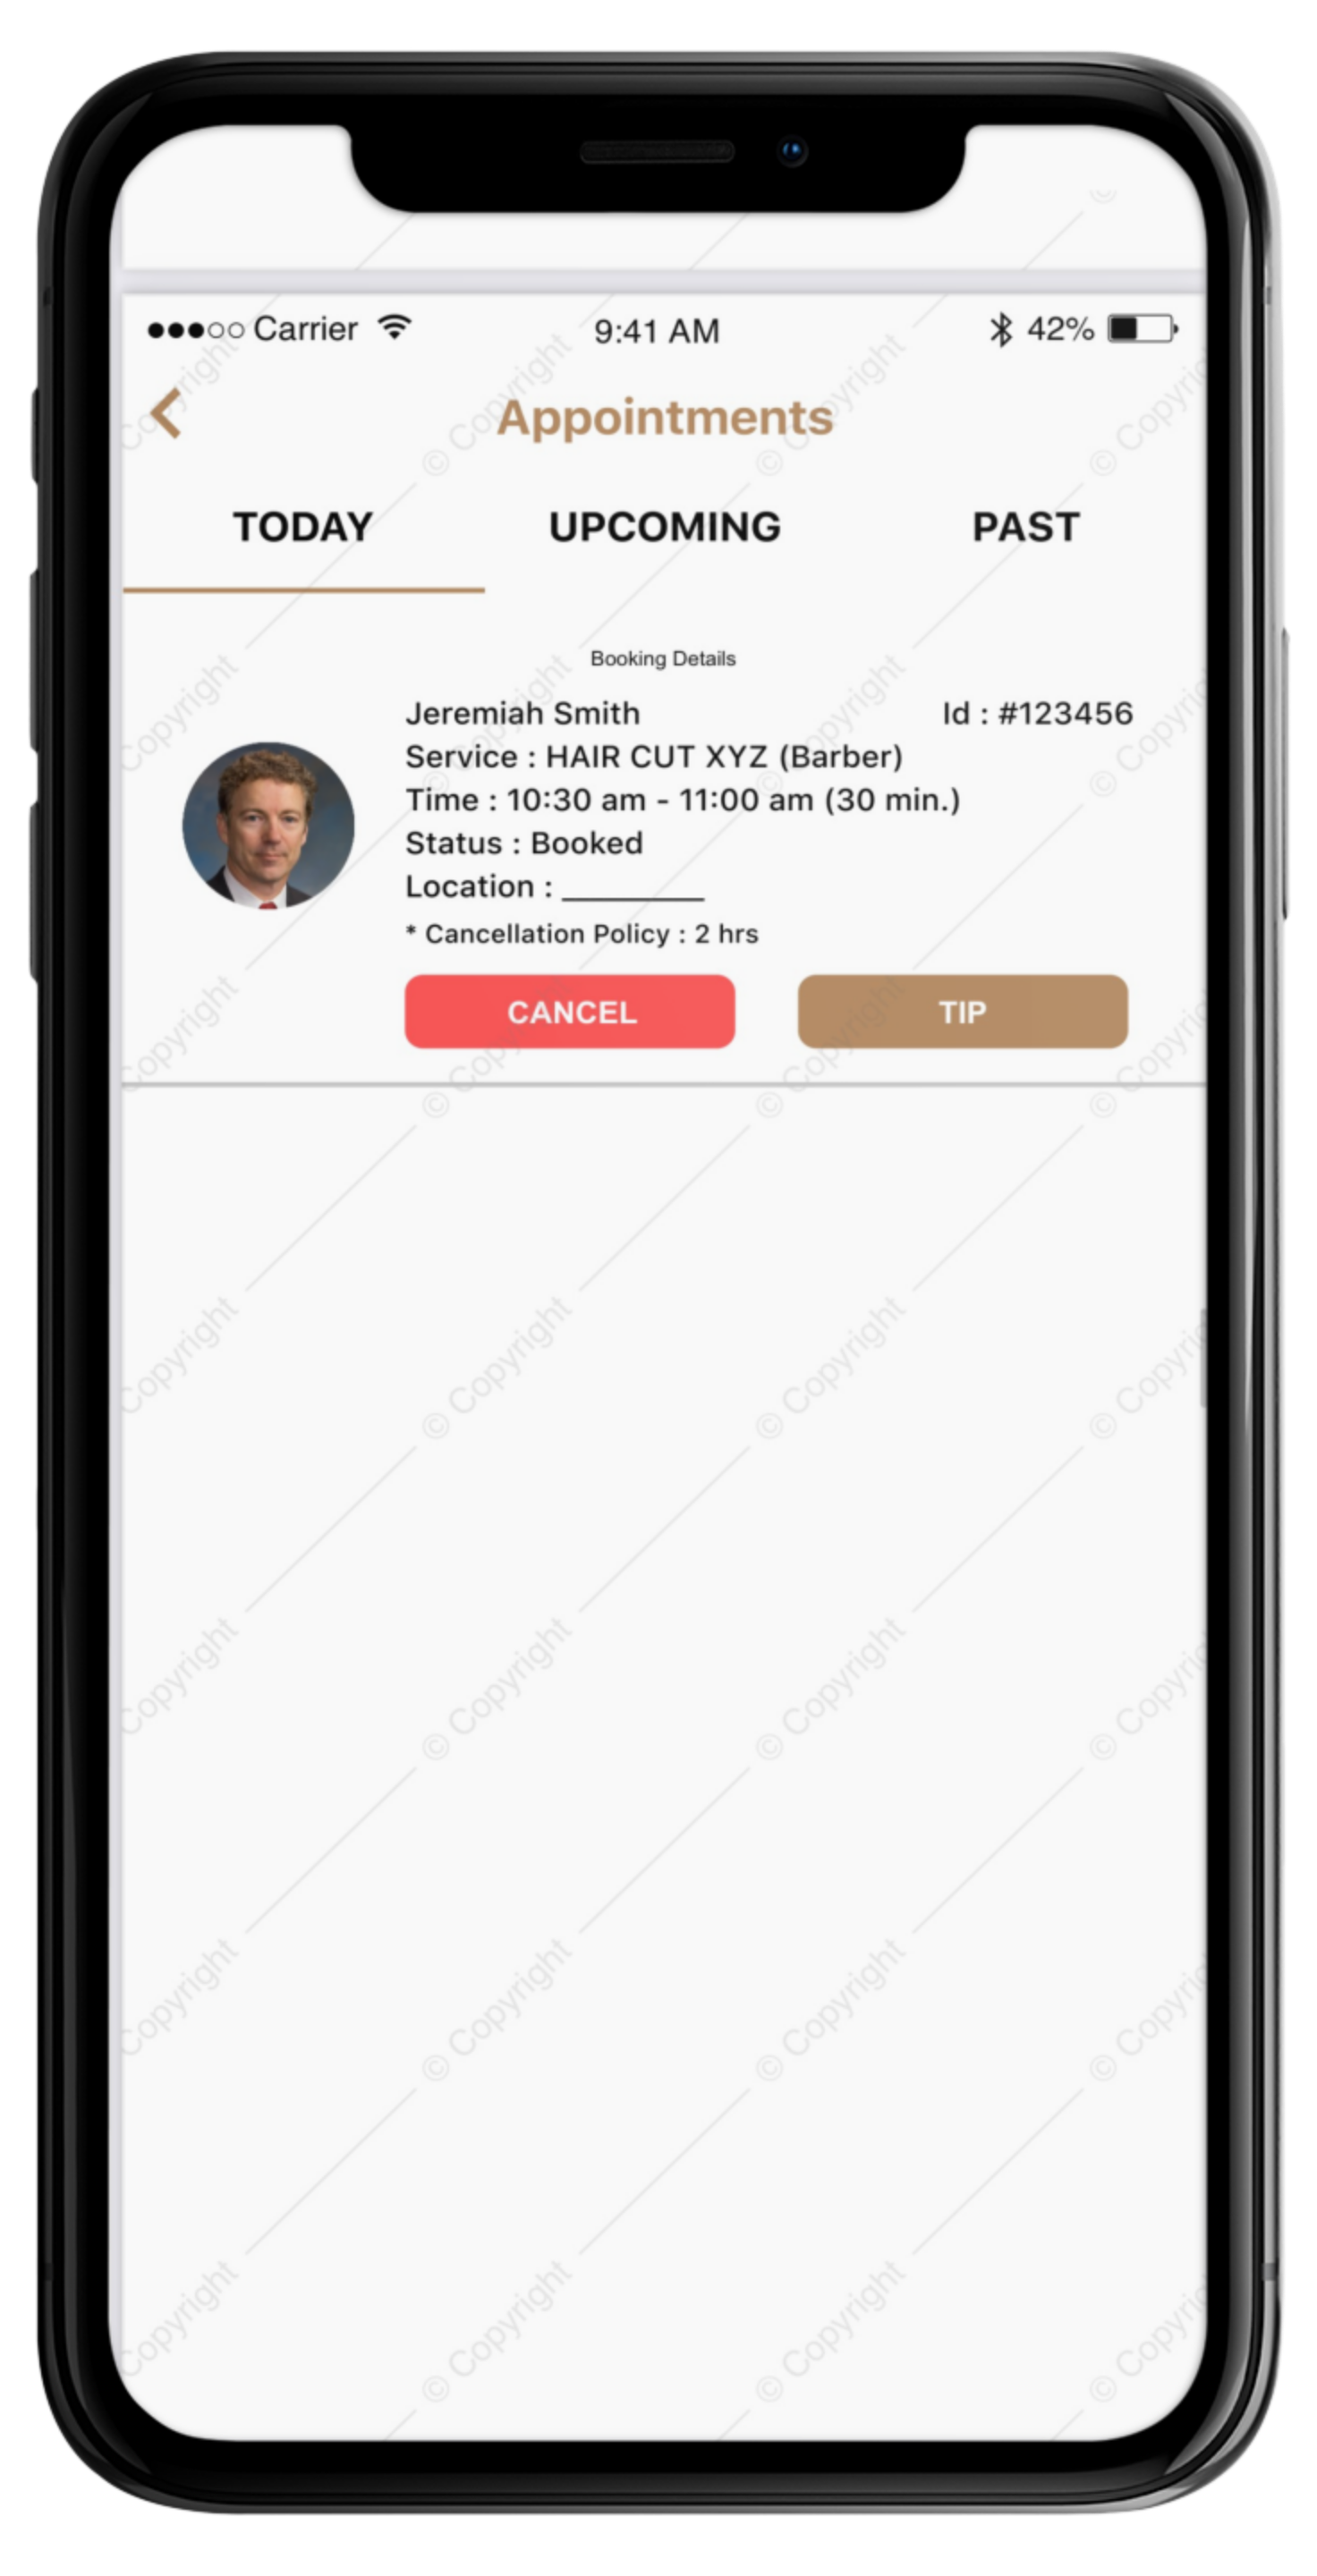 ●●●○○ Carrier 9:41 AM 42%
Appointments
TODAY UPCOMING PAST
Booking Details
Jeremiah Smith Id : #123456
Service : HAIR CUT XYZ (Barber)
Time : 10:30 am - 11:00 am (30 min.)
Status : Booked
Location : __________
* Cancellation Policy : 2 hrs
CANCEL TIP
© Copyright